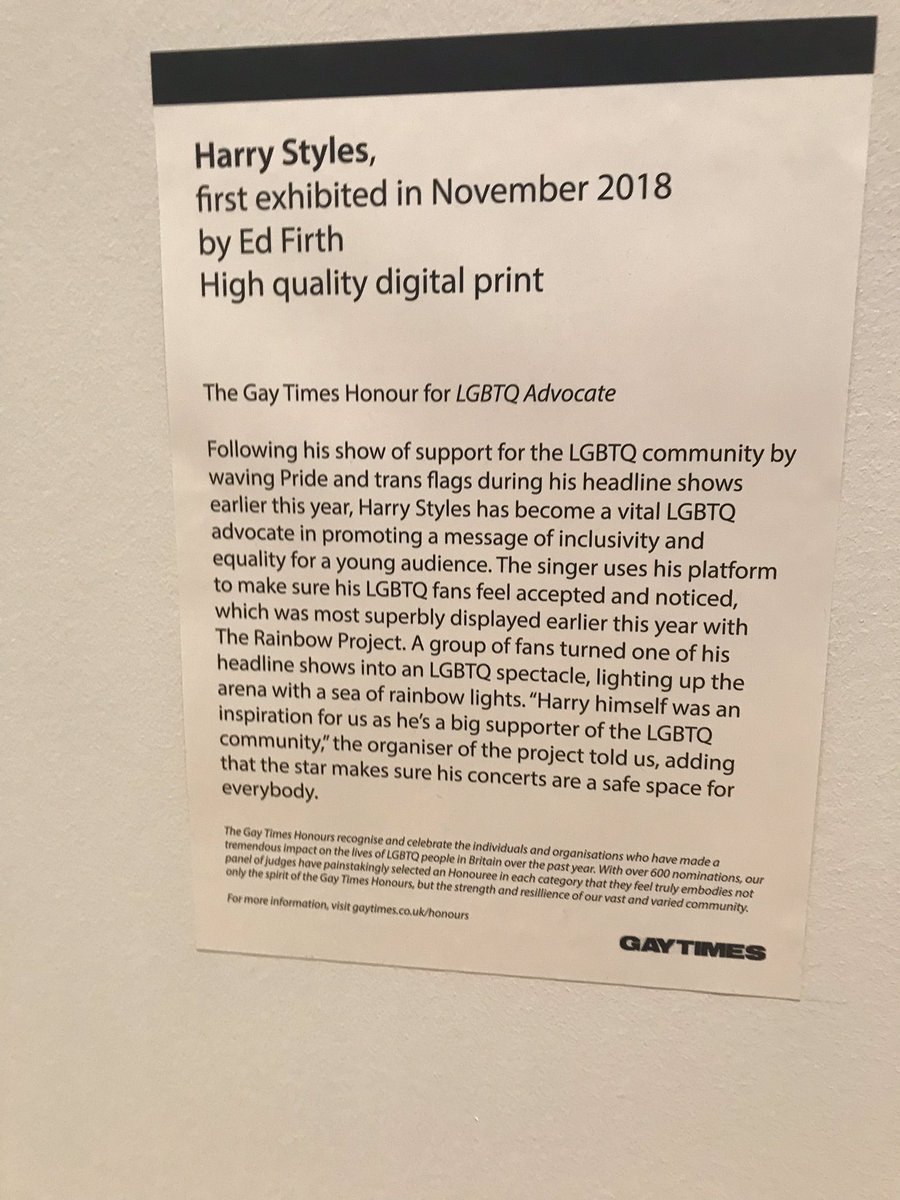 Harry Styles,
first exhibited in November 2018
by Ed Firth
High quality digital print
The Gay Times Honour for LGBTQ Advocate
Following his show of support for the LGBTQ community by
waving Pride and trans flags during his headline shows
earlier this year, Harry Styles has become a vital LGBTQ
advocate in promoting a message of inclusivity and
equality for a young audience. The singer uses his platform
to make sure his LGBTQ fans feel accepted and noticed,
which was most superbly displayed earlier this year with
The Rainbow Project. A group of fans turned one of his
headline shows into an LGBTQ spectacle, lighting up the
arena with a sea of rainbow lights. “Harry himself was an
inspiration for us as he’s a big supporter of the LGBTQ
community,” the organiser of the project told us, adding
that the star makes sure his concerts are a safe space for
everybody.
The Gay Times Honours recognise and celebrate the individuals and organisations who have made a
tremendous impact on the lives of LGBTQ people in Britain over the past year. With over 600 nominations, our
panel of judges have painstakingly selected an Honouree in each category that they feel truly embodies not
only the spirit of the Gay Times Honours, but the strength and resillience of our vast and varied community.
For more information, visit gaytimes.co.uk/honours
GAYTIMES